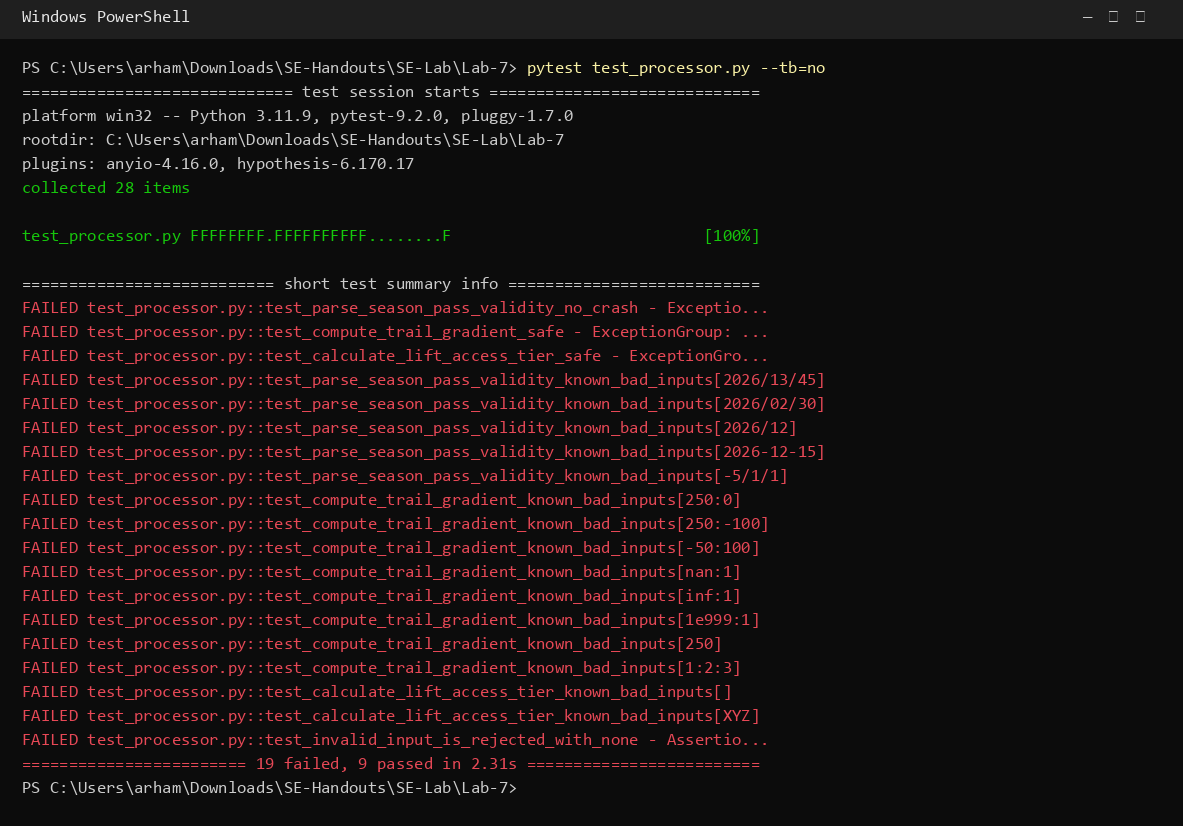 Windows PowerShell
PS C:\Users\arham\Downloads\SE-Handouts\SE-Lab\Lab-7> pytest test_processor.py --tb=no
============================= test session starts =============================
platform win32 -- Python 3.11.9, pytest-9.2.0, pluggy-1.7.0
rootdir: C:\Users\arham\Downloads\SE-Handouts\SE-Lab\Lab-7
plugins: anyio-4.16.0, hypothesis-6.170.17
collected 28 items
test_processor.py FFFFFFFF.FFFFFFFFFF........F                           [100%]
=========================== short test summary info ===========================
FAILED test_processor.py::test_parse_season_pass_validity_no_crash - Exceptio...
FAILED test_processor.py::test_compute_trail_gradient_safe - ExceptionGroup: ...
FAILED test_processor.py::test_calculate_lift_access_tier_safe - ExceptionGro...
FAILED test_processor.py::test_parse_season_pass_validity_known_bad_inputs[2026/13/45]
FAILED test_processor.py::test_parse_season_pass_validity_known_bad_inputs[2026/02/30]
FAILED test_processor.py::test_parse_season_pass_validity_known_bad_inputs[2026/12]
FAILED test_processor.py::test_parse_season_pass_validity_known_bad_inputs[2026-12-15]
FAILED test_processor.py::test_parse_season_pass_validity_known_bad_inputs[-5/1/1]
FAILED test_processor.py::test_compute_trail_gradient_known_bad_inputs[250:0]
FAILED test_processor.py::test_compute_trail_gradient_known_bad_inputs[250:-100]
FAILED test_processor.py::test_compute_trail_gradient_known_bad_inputs[-50:100]
FAILED test_processor.py::test_compute_trail_gradient_known_bad_inputs[nan:1]
FAILED test_processor.py::test_compute_trail_gradient_known_bad_inputs[inf:1]
FAILED test_processor.py::test_compute_trail_gradient_known_bad_inputs[1e999:1]
FAILED test_processor.py::test_compute_trail_gradient_known_bad_inputs[250]
FAILED test_processor.py::test_compute_trail_gradient_known_bad_inputs[1:2:3]
FAILED test_processor.py::test_calculate_lift_access_tier_known_bad_inputs[]
FAILED test_processor.py::test_calculate_lift_access_tier_known_bad_inputs[XYZ]
FAILED test_processor.py::test_invalid_input_is_rejected_with_none - Assertio...
======================== 19 failed, 9 passed in 2.31s =========================
PS C:\Users\arham\Downloads\SE-Handouts\SE-Lab\Lab-7>